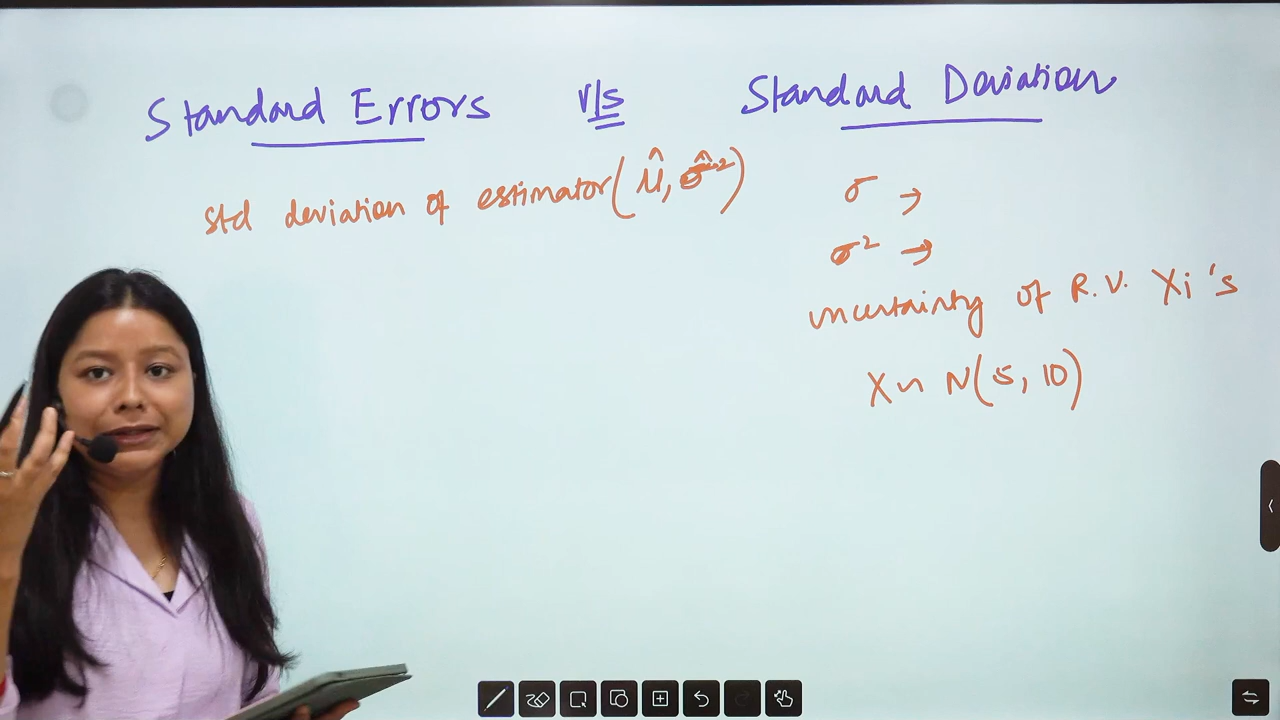 Standard Errors v/s Standard Deviation
std deviation of estimator (μ̂, σ̂²)
σ →
σ² →
uncertainty of R.V. Xi's
X ~ N(5, 10)